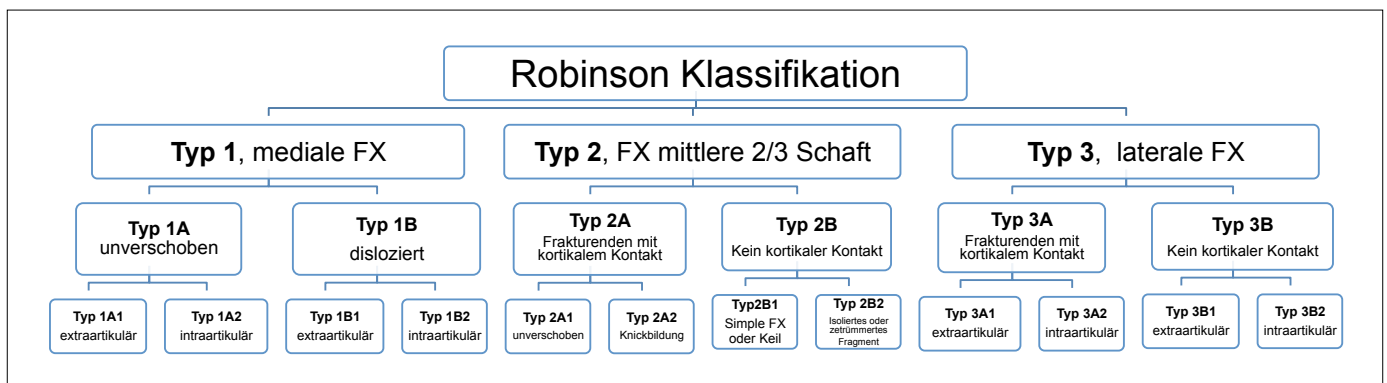 Robinson Klassifikation
Typ 1, mediale FX
Typ 2, FX mittlere 2/3 Schaft
Typ 3, laterale FX
Typ 1A
unverschoben
Typ 1B
disloziert
Typ 2A
Frakturenden mit
kortikalem Kontakt
Typ 2B
Kein kortikaler Kontakt
Typ 3A
Frakturenden mit
kortikalem Kontakt
Typ 3B
Kein kortikaler Kontakt
Typ 1A1
extraartikulär
Typ 1A2
intraartikulär
Typ 1B1
extraartikulär
Typ 1B2
intraartikulär
Typ 2A1
unverschoben
Typ 2A2
Knickbildung
Typ2B1
Simple FX
oder Keil
Typ 2B2
Isoliertes oder
zetrümmertes
Fragment
Typ 3A1
extraartikulär
Typ 3A2
intraartikulär
Typ 3B1
extraartikulär
Typ 3B2
intraartikulär